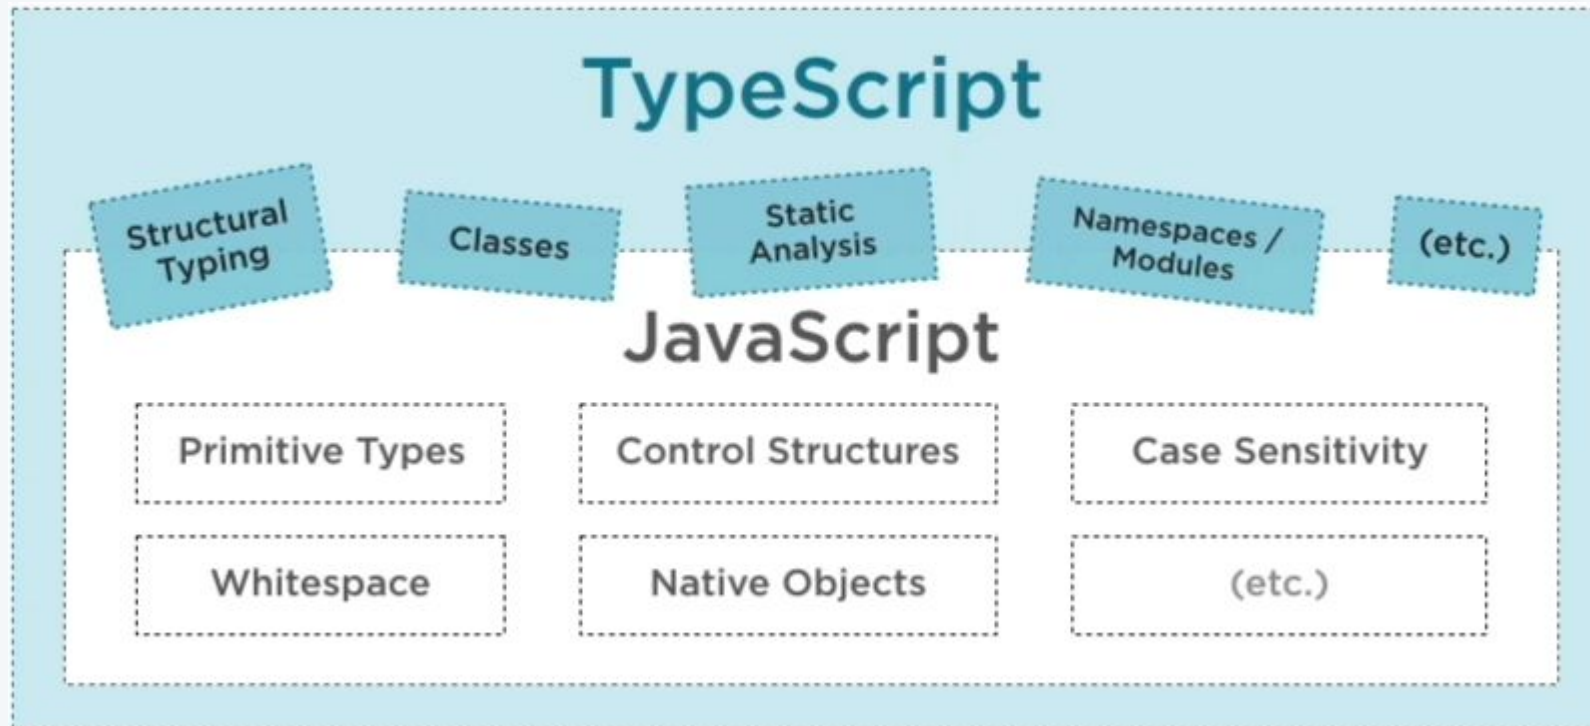 TypeScript
Structural
Typing
Classes
Static
Analysis
Namespaces /
Modules
(etc.)
JavaScript
Primitive Types
Control Structures
Case Sensitivity
Whitespace
Native Objects
(etc.)